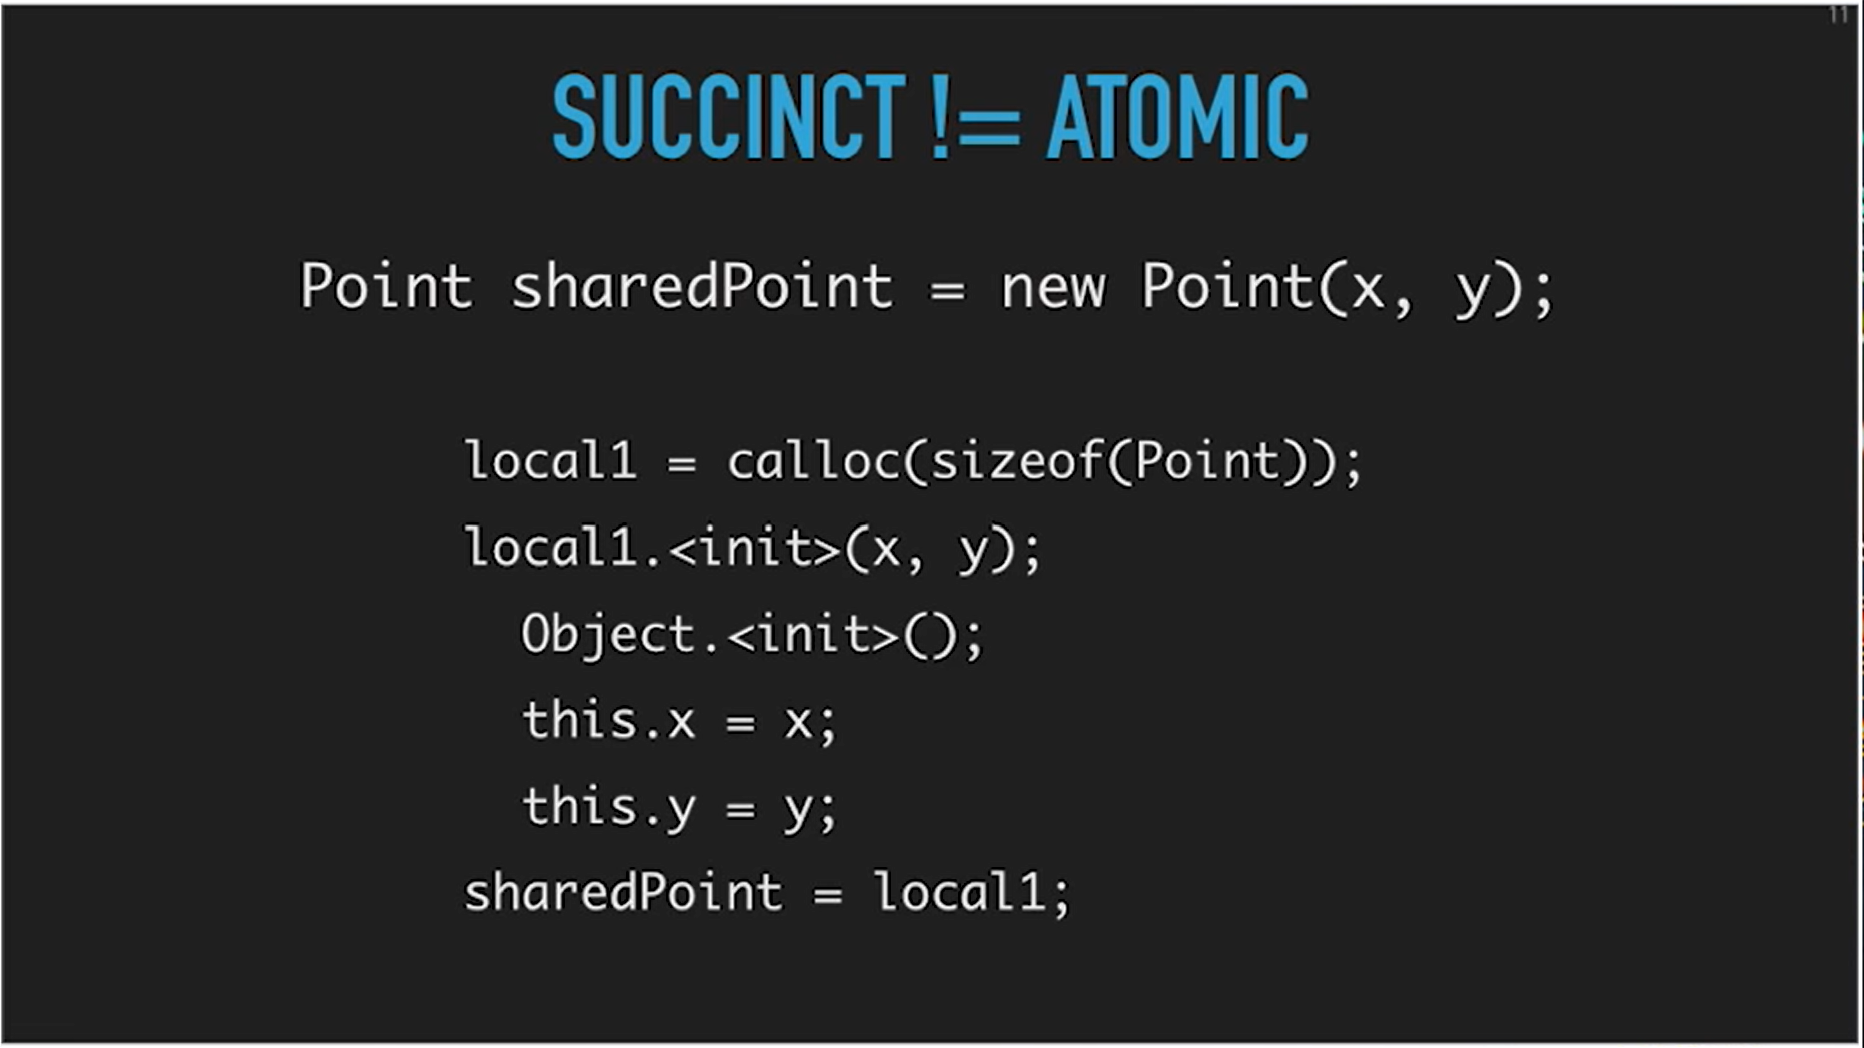 11
SUCCINCT != ATOMIC
Point sharedPoint = new Point(x, y);
local1 = calloc(sizeof(Point));
local1.<init>(x, y);
Object.<init>();
this.x = x;
this.y = y;
sharedPoint = local1;